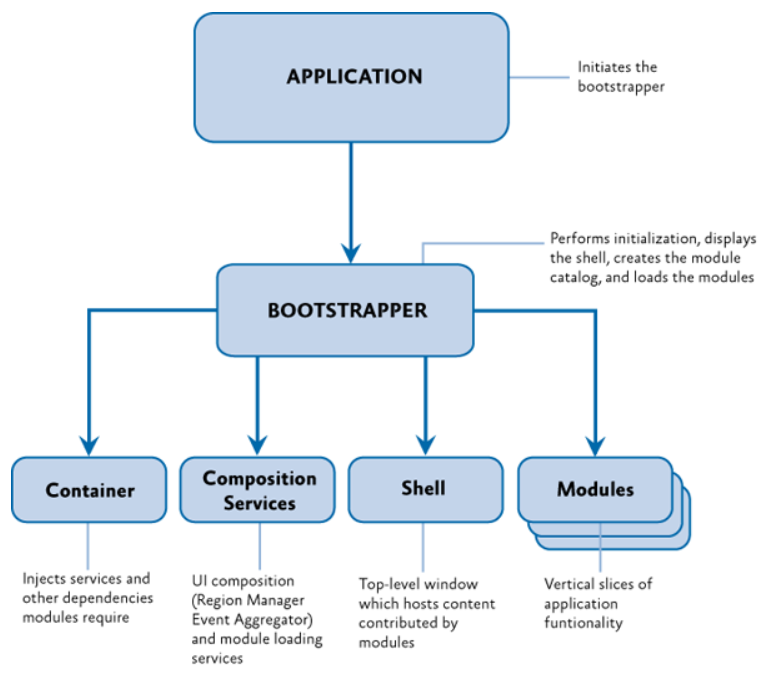 APPLICATION
Initiates the
bootstrapper
Performs initialization, displays
the shell, creates the module
catalog, and loads the modules
BOOTSTRAPPER
Container
Composition
Services
Shell
Modules
Injects services and
other dependencies
modules require
UI composition
(Region Manager
Event Aggregator)
and module loading
services
Top-level window
which hosts content
contributed by
modules
Vertical slices of
application
funtionality